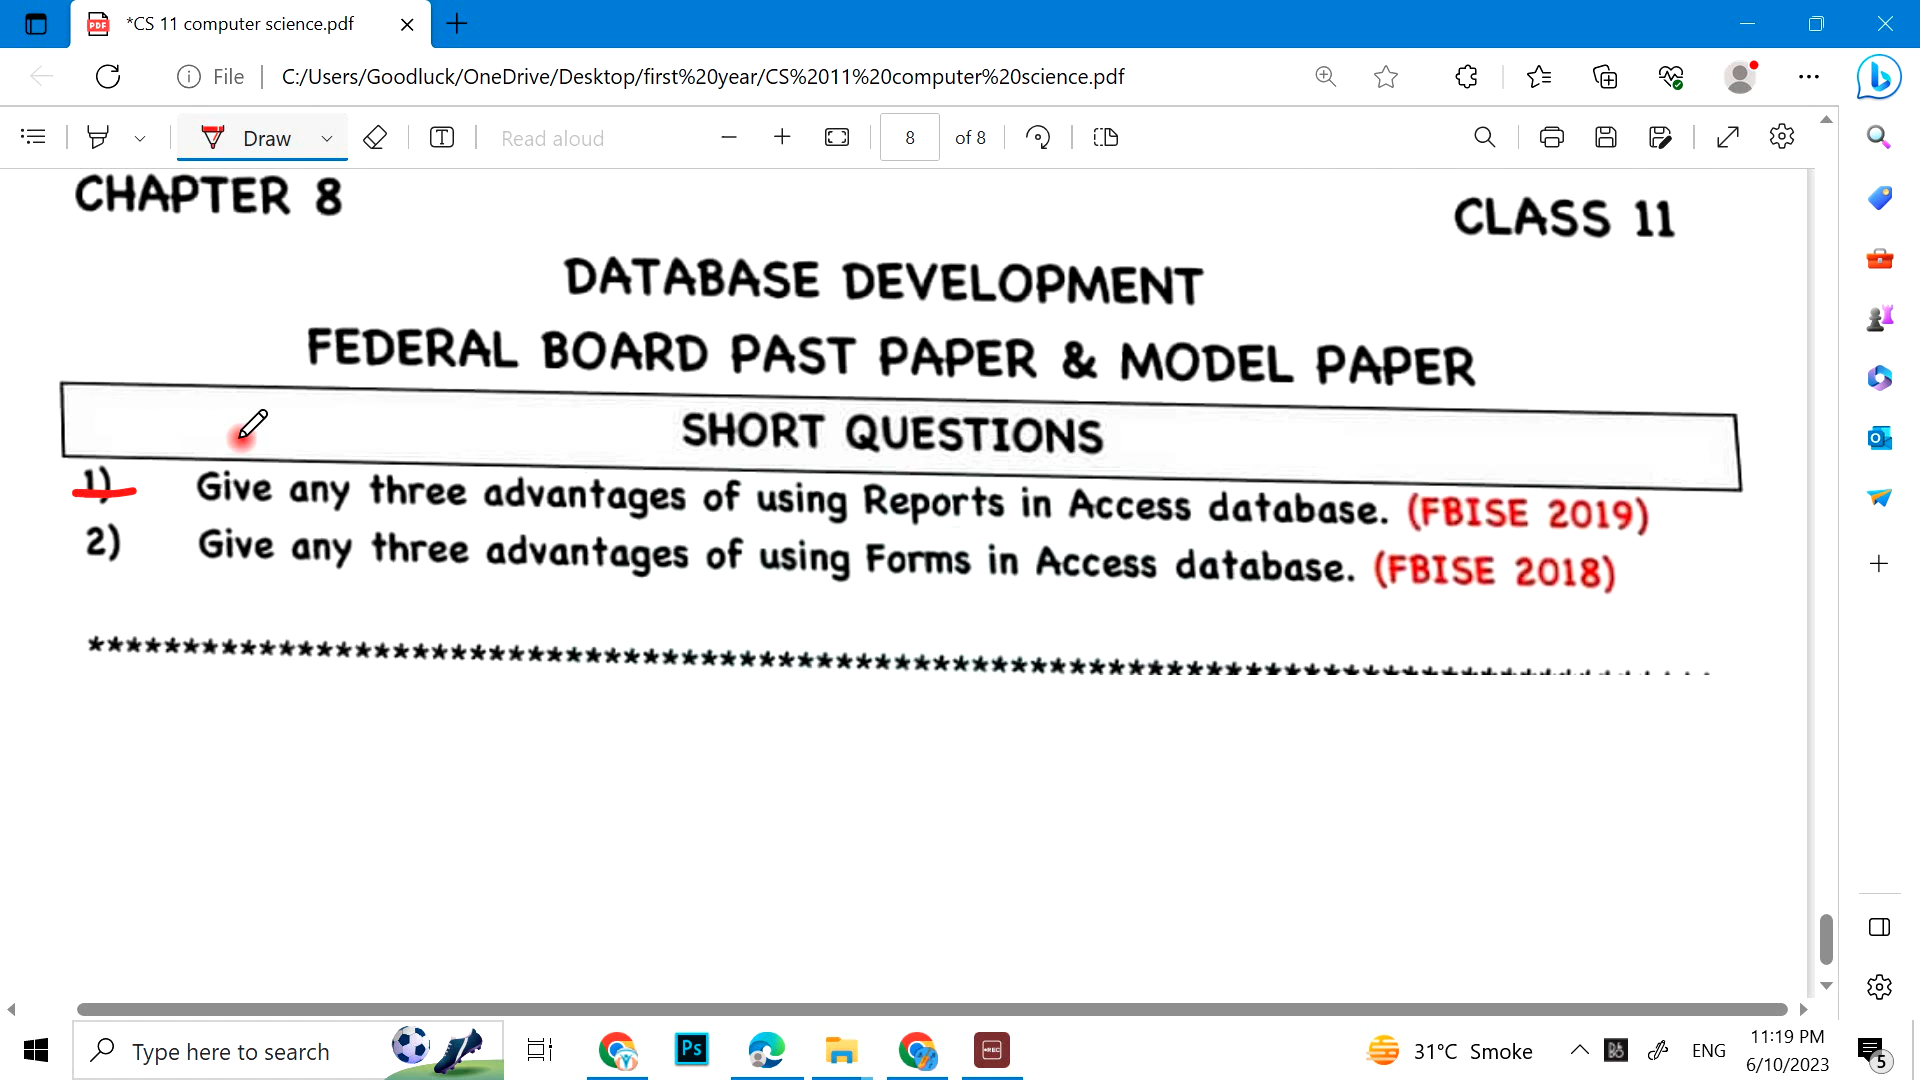 *CS 11 computer science.pdf
File
C:/Users/Goodluck/OneDrive/Desktop/first%20year/CS%2011%20computer%20science.pdf
Draw
Read aloud
8
of 8
CHAPTER 8
CLASS 11
DATABASE DEVELOPMENT
FEDERAL BOARD PAST PAPER & MODEL PAPER
SHORT QUESTIONS
1) Give any three advantages of using Reports in Access database. (FBISE 2019)
2) Give any three advantages of using Forms in Access database. (FBISE 2018)
Type here to search
Ps
REC
31°C Smoke
ENG
11:19 PM
6/10/2023
5